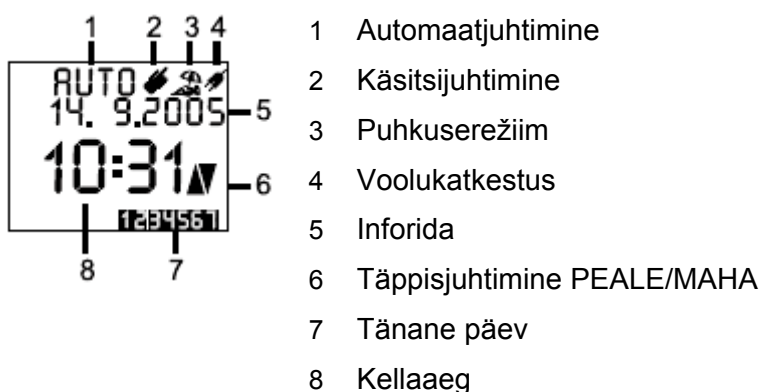 1 2 3 4
AUTO
14. 9.2005 5
10:31 6
1234567
8 7
1 Automaatjuhtimine
2 Käsitsijuhtimine
3 Puhkuserežiim
4 Voolukatkestus
5 Inforida
6 Täppisjuhtimine PEALE/MAHA
7 Tänane päev
8 Kellaaeg